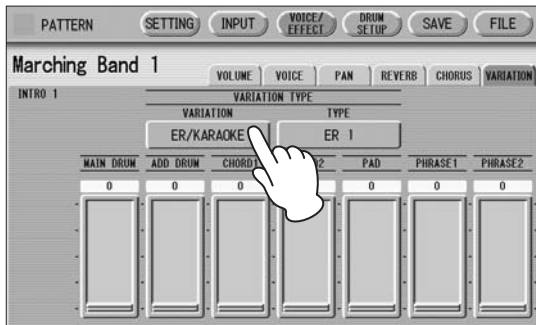 PATTERN SETTING INPUT VOICE/ EFFECT DRUM SETUP SAVE FILE
Marching Band 1
VOLUME VOICE PAN REVERB CHORUS VARIATION
INTRO 1 VARIATION TYPE
VARIATION TYPE
ER/KARAOKE ER 1
MAIN DRUM ADD DRUM CHORD1 2 PAD PHRASE1 PHRASE2
0 0 0 0 0 0